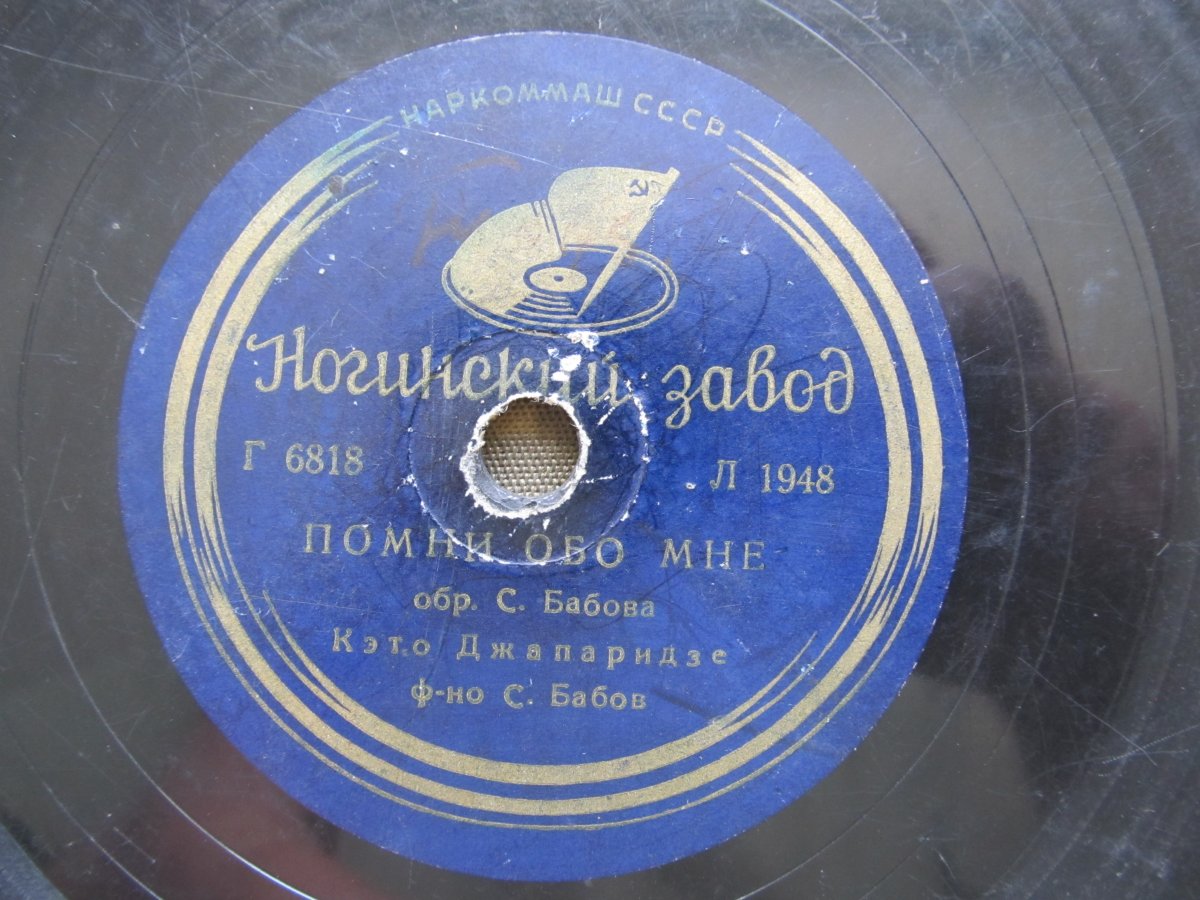 НАРКОММАШ СССР
Ногинский завод
Г 6818
Л 1948
ПОМНИ ОБО МНЕ
обр. С. Бабова
Кэто Джапаридзе
ф-но С. Бабов